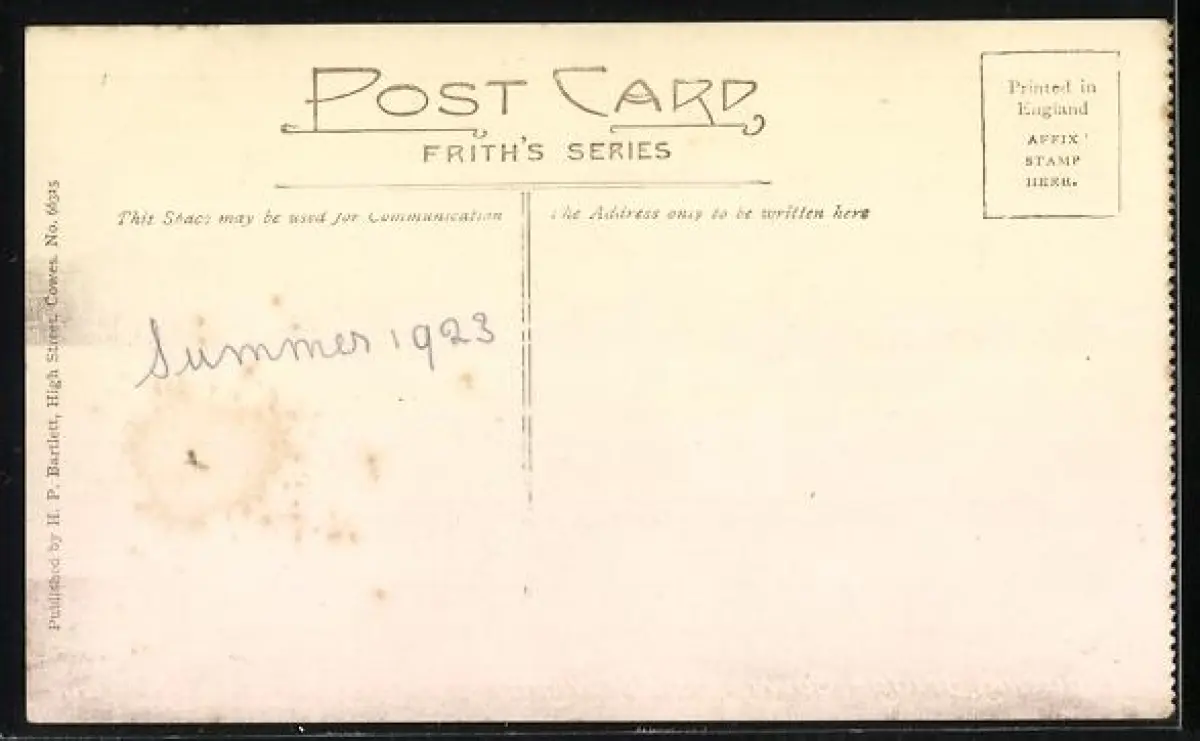 POST CARD
FRITH'S SERIES
Printed in
England
AFFIX
STAMP
HERE.
This Space may be used for Communication
The Address only to be written here
Summer 1923
Published by H. P. Bartlett, High Street, Cowes. No. 66315